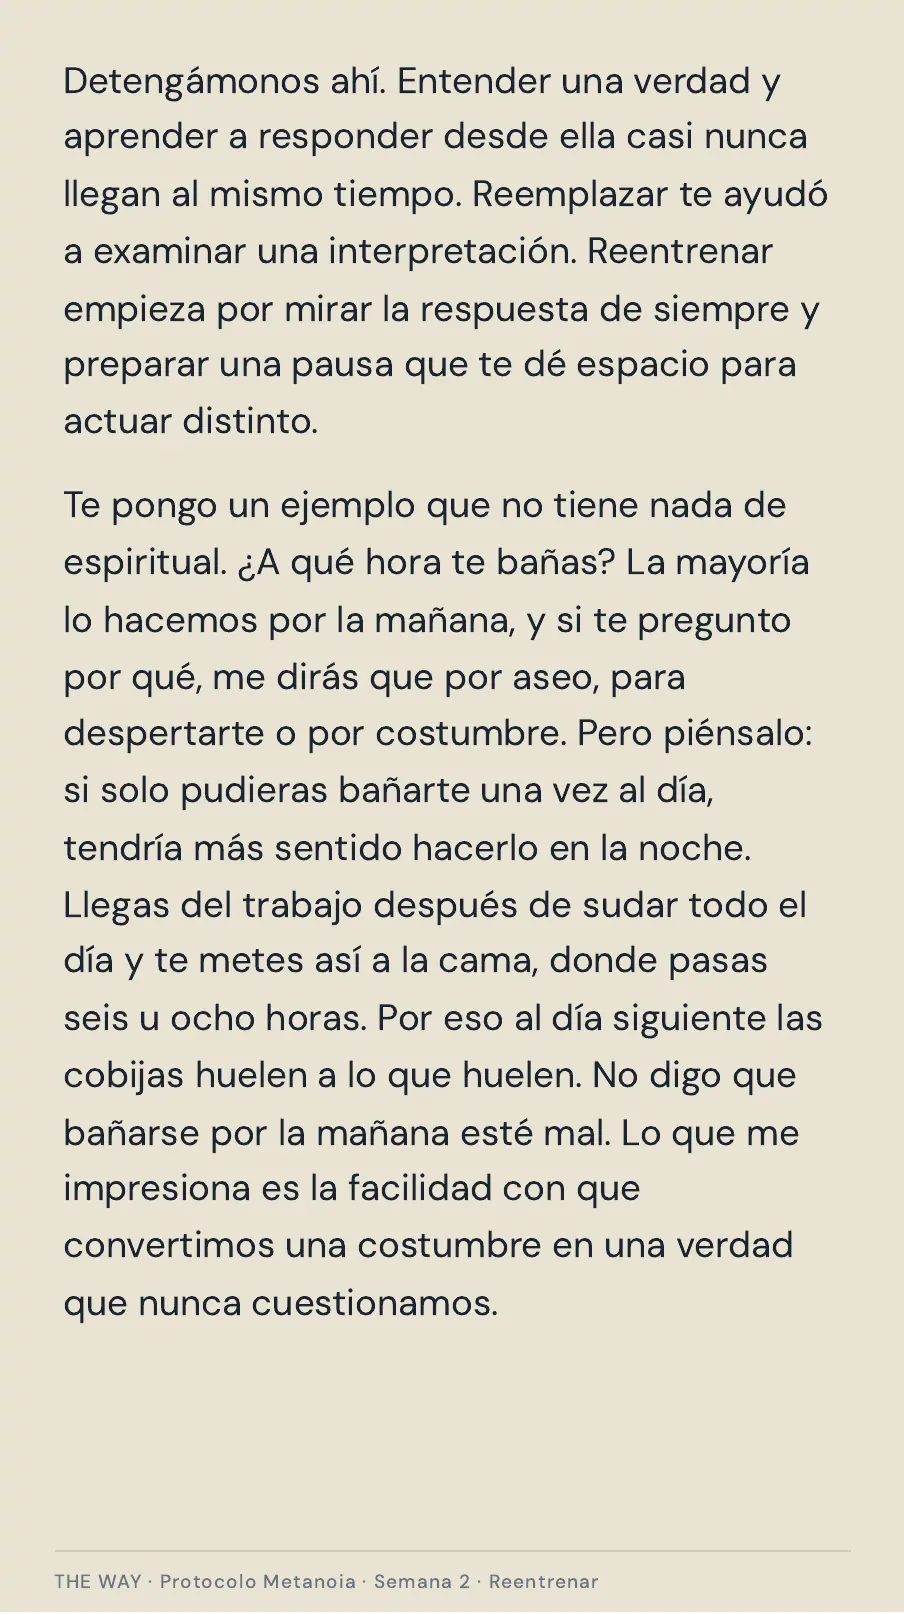 Detengámonos ahí. Entender una verdad y
aprender a responder desde ella casi nunca
llegan al mismo tiempo. Reemplazar te ayudó
a examinar una interpretación. Reentrenar
empieza por mirar la respuesta de siempre y
preparar una pausa que te dé espacio para
actuar distinto.
Te pongo un ejemplo que no tiene nada de
espiritual. ¿A qué hora te bañas? La mayoría
lo hacemos por la mañana, y si te pregunto
por qué, me dirás que por aseo, para
despertarte o por costumbre. Pero piénsalo:
si solo pudieras bañarte una vez al día,
tendría más sentido hacerlo en la noche.
Llegas del trabajo después de sudar todo el
día y te metes así a la cama, donde pasas
seis u ocho horas. Por eso al día siguiente las
cobijas huelen a lo que huelen. No digo que
bañarse por la mañana esté mal. Lo que me
impresiona es la facilidad con que
convertimos una costumbre en una verdad
que nunca cuestionamos.
THE WAY · Protocolo Metanoia · Semana 2 · Reentrenar